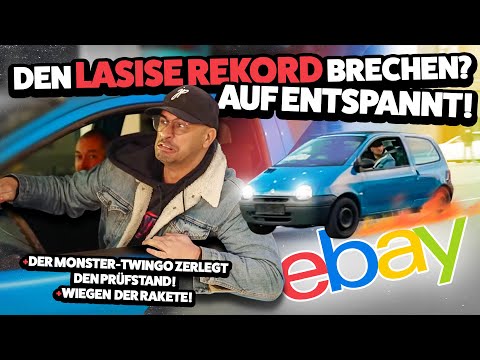 DEN LASISE REKORD BRECHEN?
AUF ENTSPANNT!
+DER MONSTER-TWINGO ZERLEGT
DEN PRÜFSTAND!
+WIEGEN DER RAKETE!
ebay